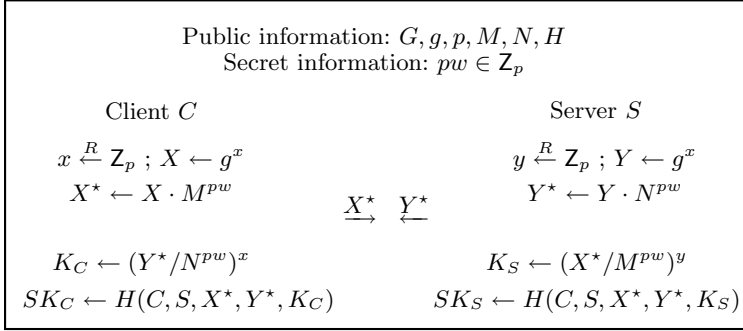 Public information: G, g, p, M, N, H
Secret information: pw ∈ Z_p
Client C Server S
x ←^R Z_p ; X ← g^x y ←^R Z_p ; Y ← g^x
X^⋆ ← X · M^{pw} Y^⋆ ← Y · N^{pw}
X^⋆ → Y^⋆ ←
K_C ← (Y^⋆/N^{pw})^x K_S ← (X^⋆/M^{pw})^y
SK_C ← H(C, S, X^⋆, Y^⋆, K_C) SK_S ← H(C, S, X^⋆, Y^⋆, K_S)